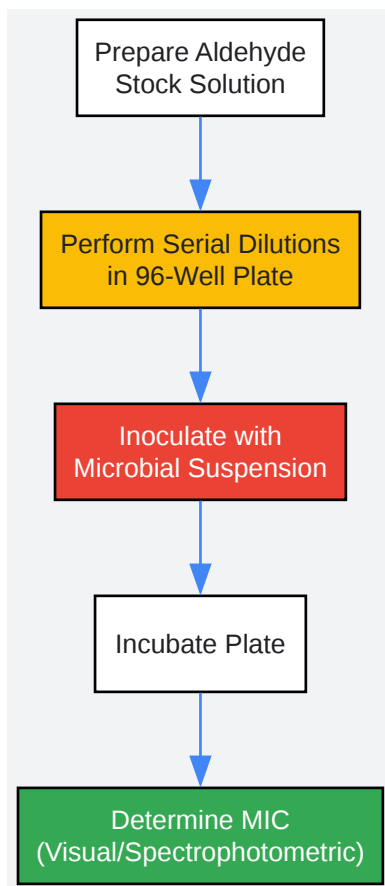 Prepare Aldehyde
Stock Solution
Perform Serial Dilutions
in 96-Well Plate
Inoculate with
Microbial Suspension
Incubate Plate
Determine MIC
(Visual/Spectrophotometric)